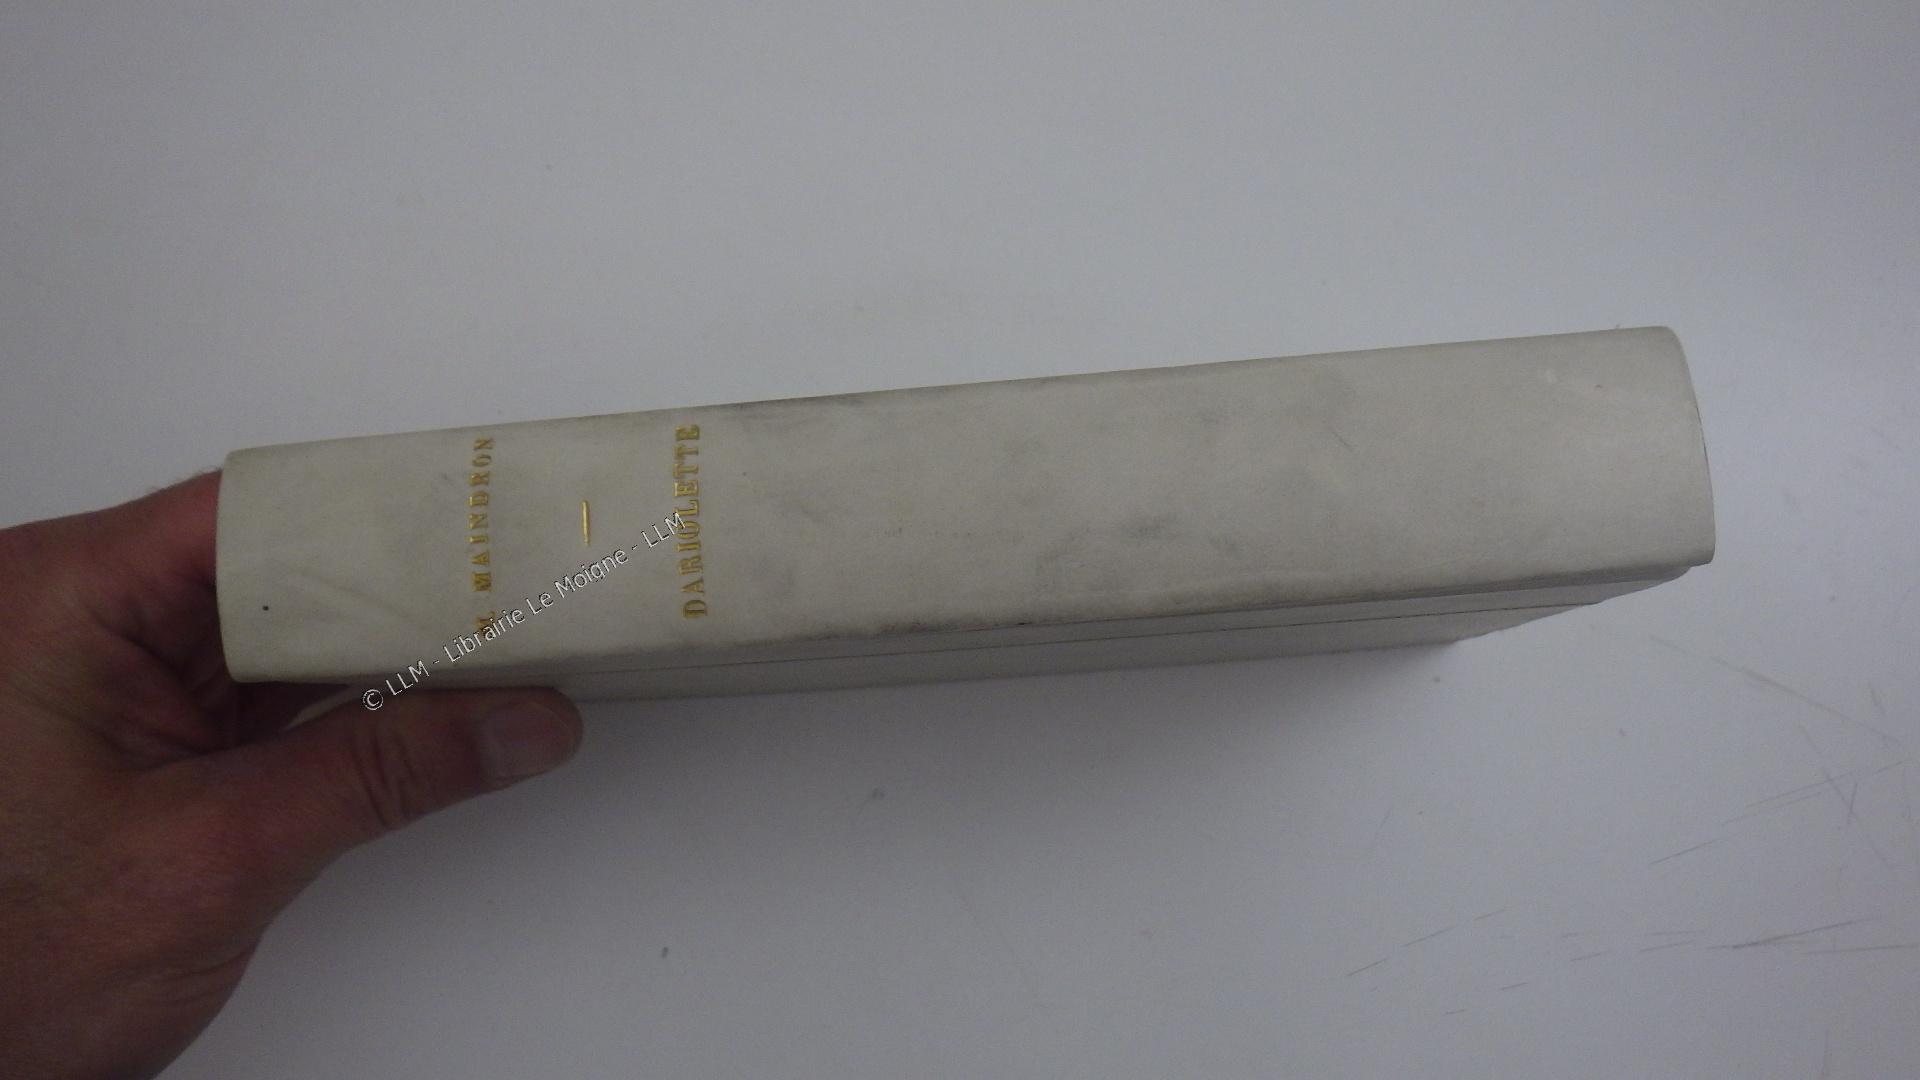 M. MAINDRON
DARIOLETTE
© LLM - Librairie Le Moigne - LLM